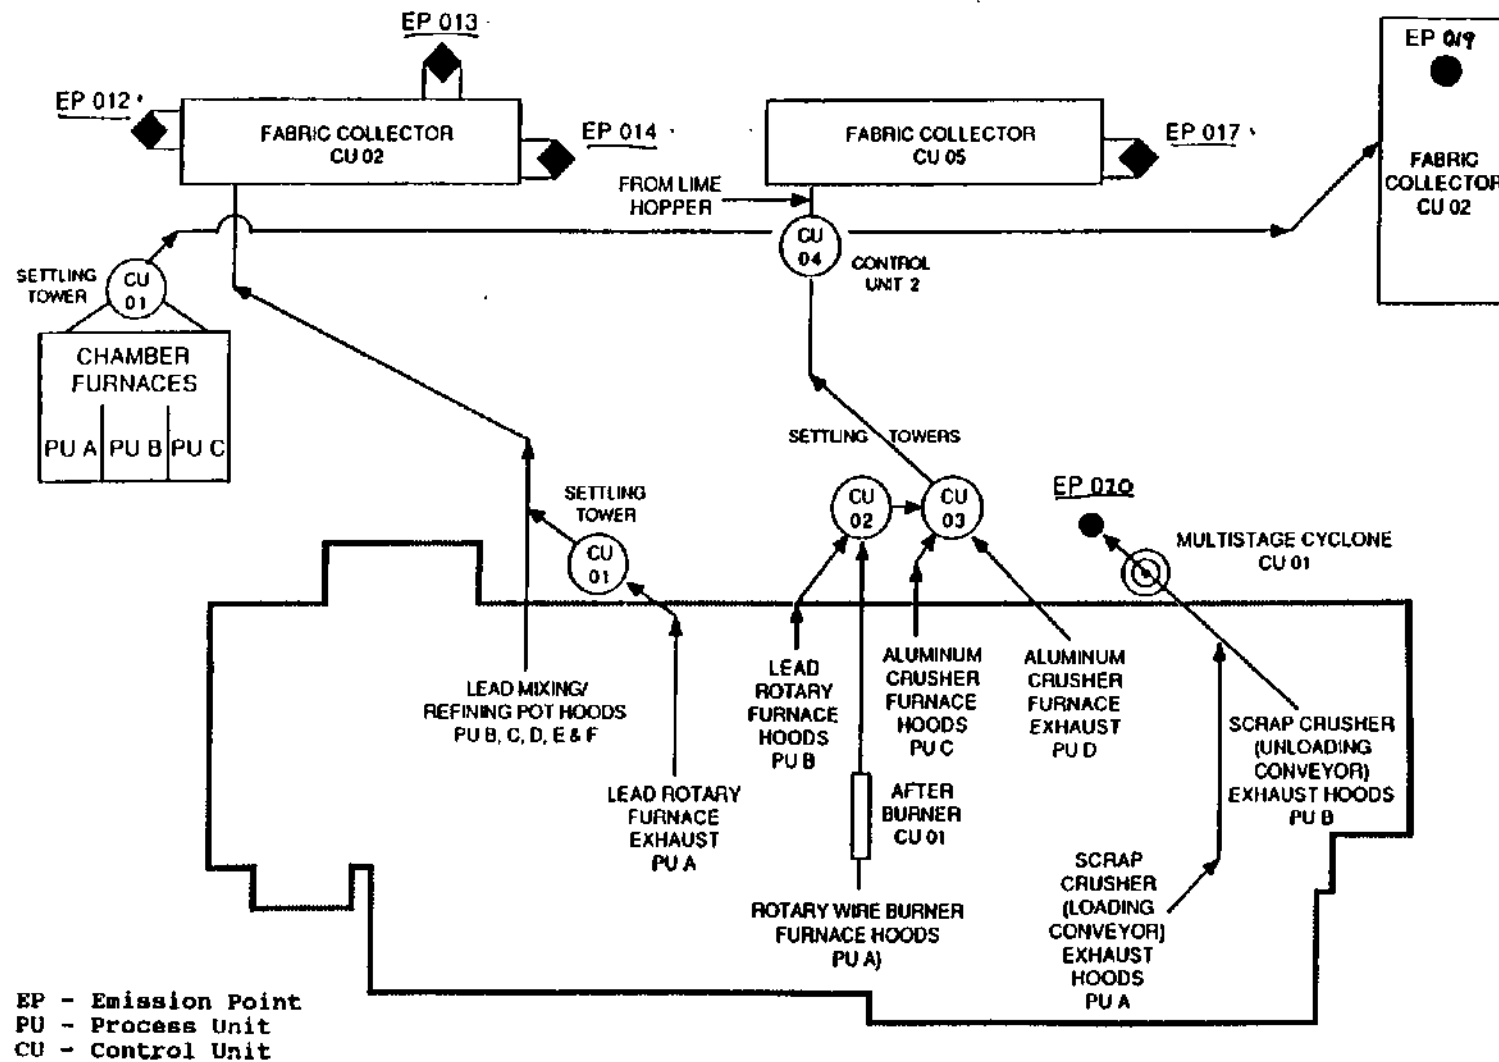 EP 013
EP 012
FABRIC COLLECTOR
CU 02
EP 014
FABRIC COLLECTOR
CU 05
EP 017
EP 019
FABRIC
COLLECTOR
CU 02
FROM LIME
HOPPER
CU
04
CONTROL
UNIT 2
SETTLING
TOWER
CU
01
CHAMBER
FURNACES
PU A
PU B
PU C
SETTLING TOWERS
SETTLING
TOWER
CU
01
CU
02
CU
03
EP 020
MULTISTAGE CYCLONE
CU 01
LEAD MIXING/
REFINING POT HOODS
PU B, C, D, E & F
LEAD ROTARY
FURNACE
EXHAUST
PU A
LEAD
ROTARY
FURNACE
HOODS
PU B
ALUMINUM
CRUSHER
FURNACE
HOODS
PU C
ALUMINUM
CRUSHER
FURNACE
EXHAUST
PU D
AFTER
BURNER
CU 01
ROTARY WIRE BURNER
FURNACE HOODS
PU A)
SCRAP CRUSHER
(UNLOADING
CONVEYOR)
EXHAUST HOODS
PU B
SCRAP
CRUSHER
(LOADING
CONVEYOR)
EXHAUST
HOODS
PU A
EP - Emission Point
PU - Process Unit
CU - Control Unit